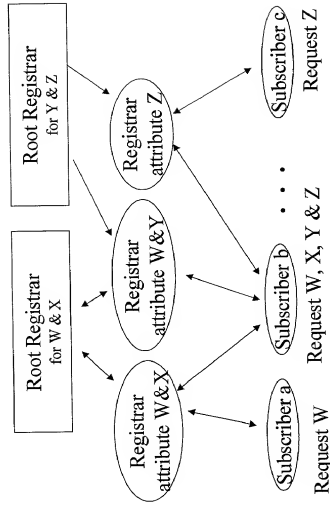 Root Registrar
for W & X
Root Registrar
for Y & Z
Registrar
attribute W&X
Registrar
attribute W&Y
Registrar
attribute Z
Subscriber a
Request W
Subscriber b
Request W, X, Y & Z
. . .
Subscriber c
Request Z